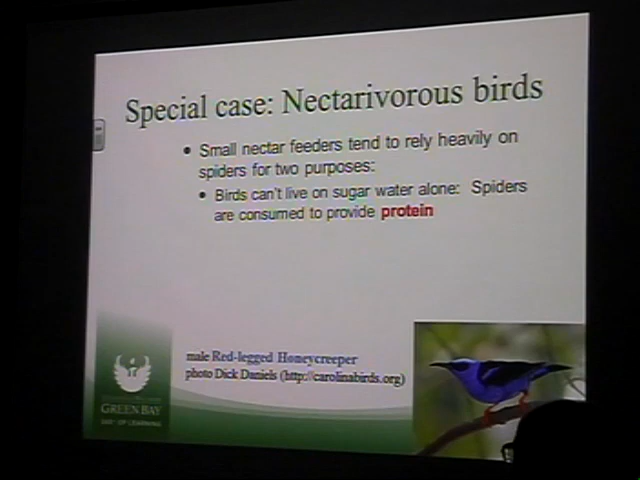 Special case: Nectarivorous birds
• Small nectar feeders tend to rely heavily on
spiders for two purposes:
• Birds can't live on sugar water alone: Spiders
are consumed to provide protein
male Red-legged Honeycreeper
photo Dick Daniels (http://carolinabirds.org)
GREEN BAY